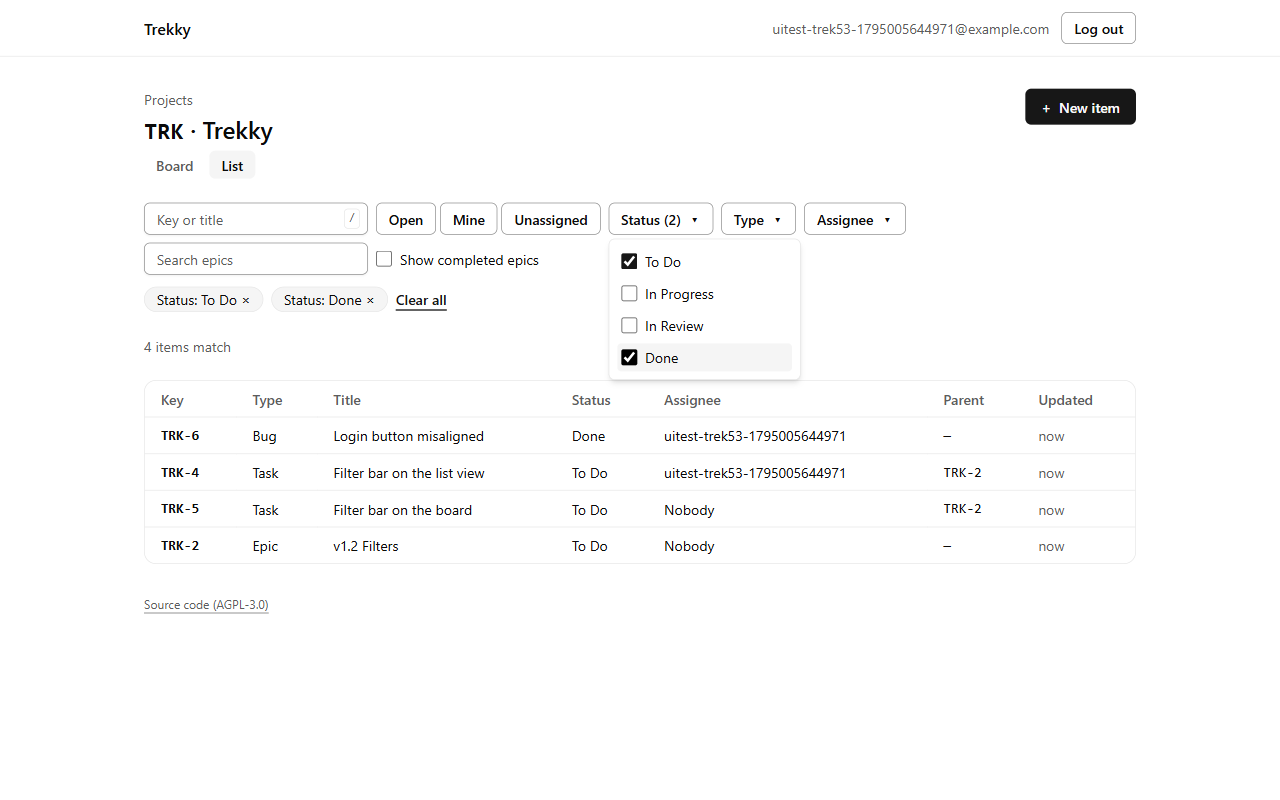 Trekky uitest-trek53-1795005644971@example.com Log out
Projects
+ New item
TRK · Trekky
Board List
Key or title / Open Mine Unassigned Status (2) ▾ Type ▾ Assignee ▾
Search epics Show completed epics
To Do
In Progress
In Review
Done
Status: To Do × Status: Done × Clear all
4 items match
Key Type Title Status Assignee Parent Updated
TRK-6 Bug Login button misaligned Done uitest-trek53-1795005644971 — now
TRK-4 Task Filter bar on the list view To Do uitest-trek53-1795005644971 TRK-2 now
TRK-5 Task Filter bar on the board To Do Nobody TRK-2 now
TRK-2 Epic v1.2 Filters To Do Nobody — now
Source code (AGPL-3.0)